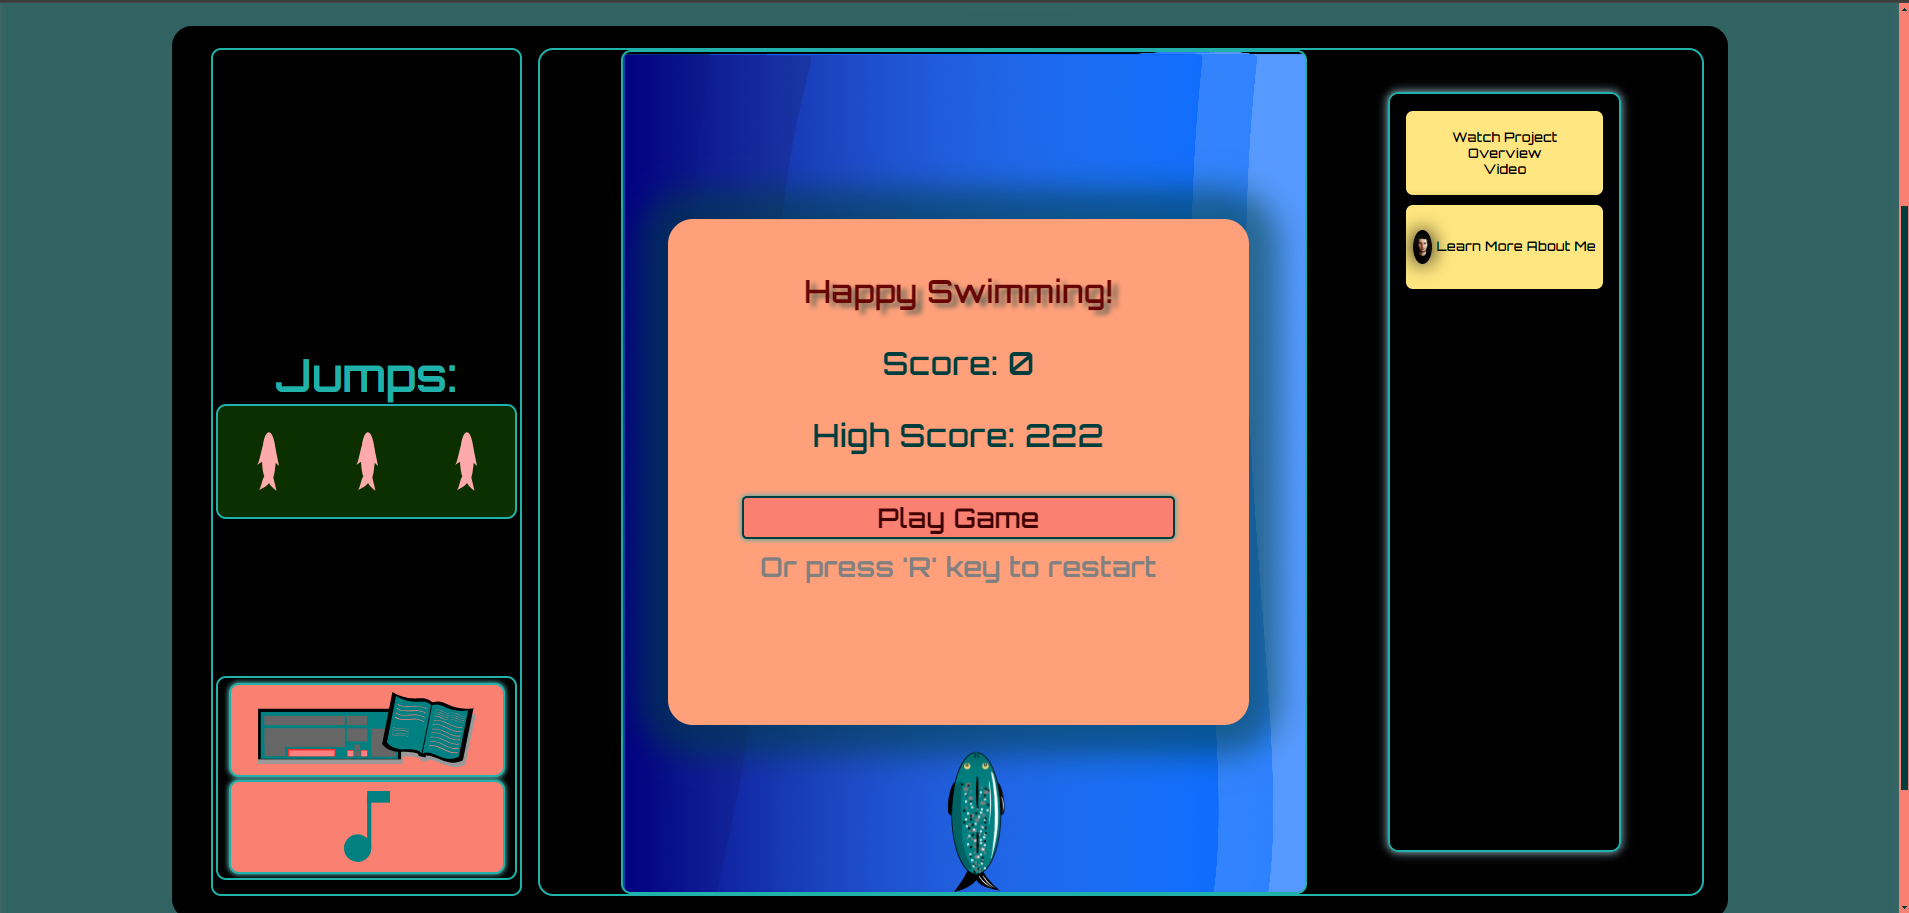 Jumps:
Happy Swimming!
Score: 0
High Score: 222
Play Game
Or press 'R' key to restart
Watch Project
Overview
Video
Learn More About Me